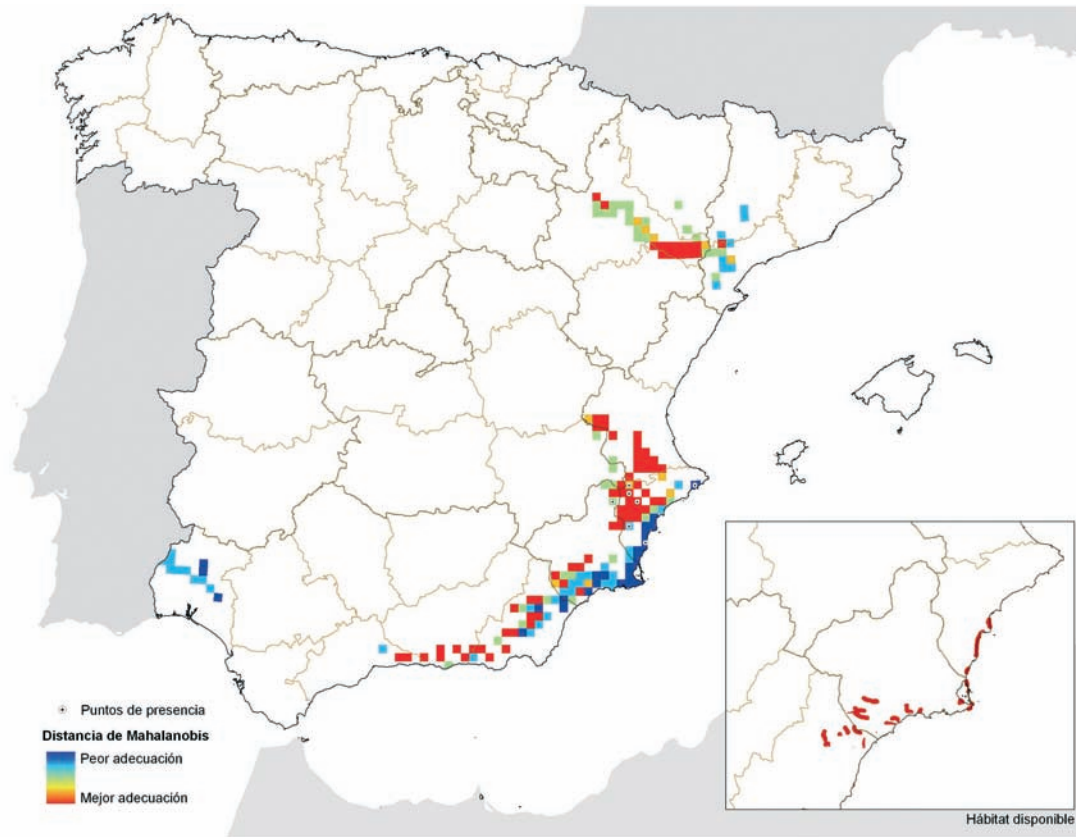 Puntos de presencia
Distancia de Mahalanobis
Peor adecuación
Mejor adecuación
Hábitat disponible